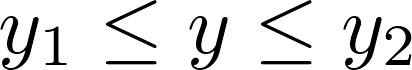 y₁ ≤ y ≤ y₂